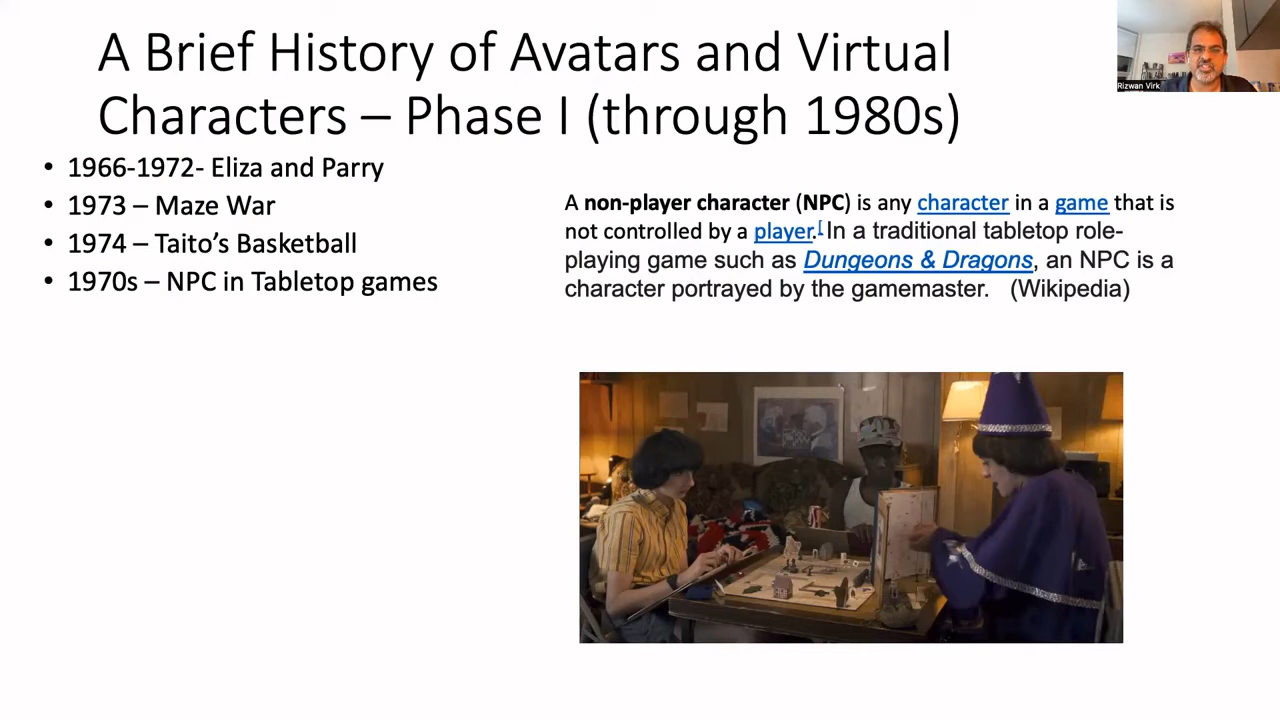 A Brief History of Avatars and Virtual
Characters – Phase I (through 1980s)
Rizwan Virk
• 1966-1972- Eliza and Parry
• 1973 – Maze War
• 1974 – Taito’s Basketball
• 1970s – NPC in Tabletop games
A non-player character (NPC) is any character in a game that is
not controlled by a player.[ In a traditional tabletop role-
playing game such as Dungeons & Dragons, an NPC is a
character portrayed by the gamemaster. (Wikipedia)